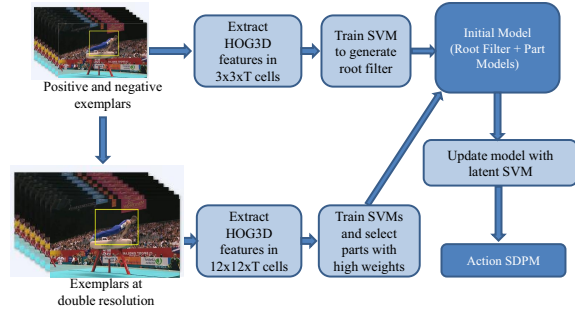 Positive and negative
exemplars
Extract
HOG3D
features in
3x3xT cells
Train SVM
to generate
root filter
Initial Model
(Root Filter + Part
Models)
Exemplars at
double resolution
Extract
HOG3D
features in
12x12xT cells
Train SVMs
and select
parts with
high weights
Update model with
latent SVM
Action SDPM